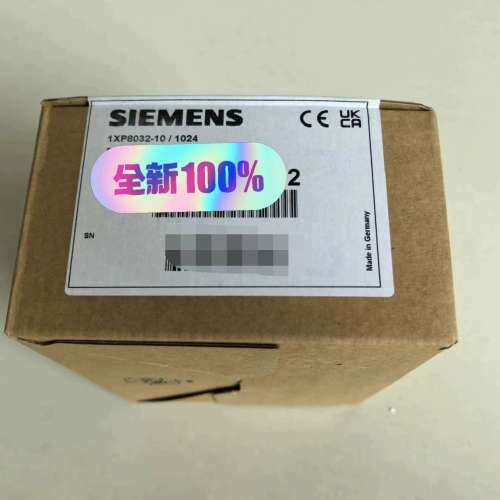 SIEMENS
CE UK
CA
1XP8032-10 / 1024
全新100%
2
SN
Made in Germany